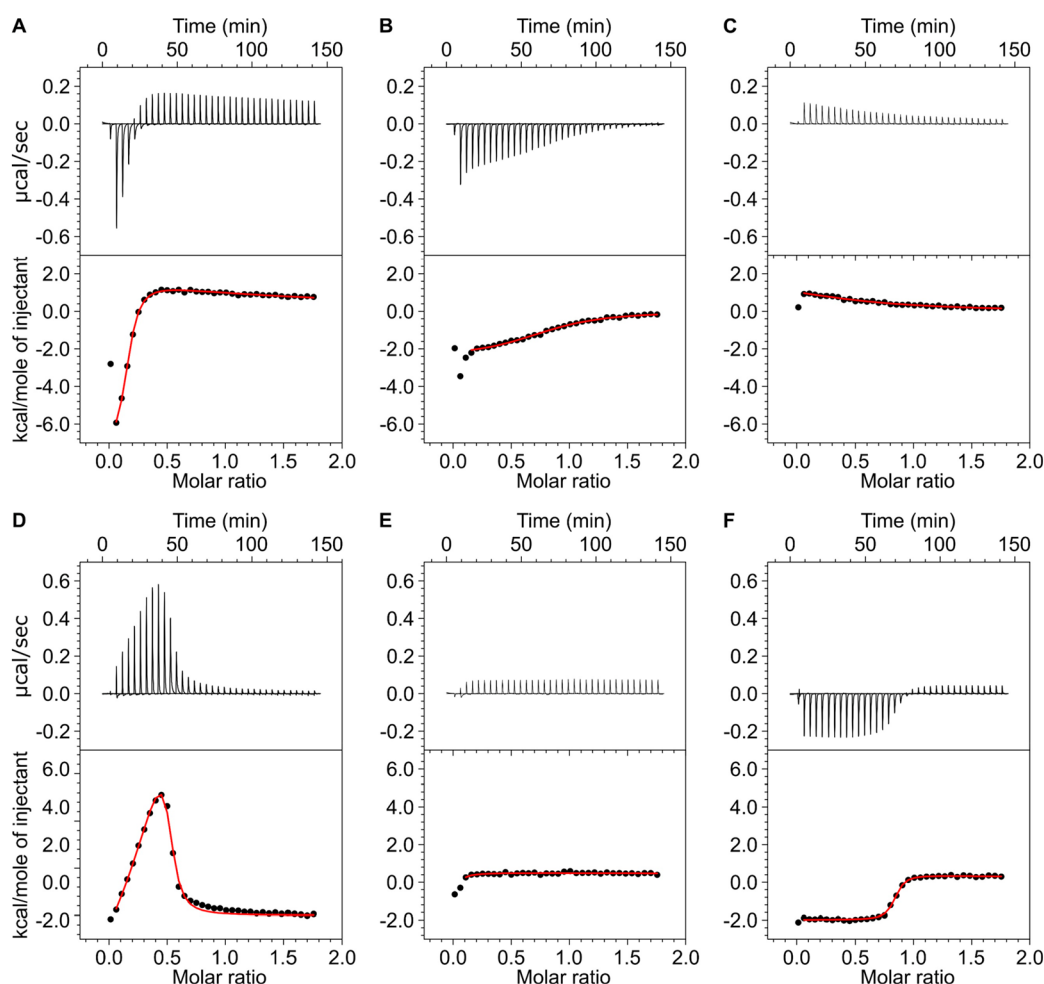 A Time (min) B Time (min) C Time (min)
0 50 100 150 0 50 100 150 0 50 100 150
0.2 0.2 0.2
0.0 0.0 0.0
-0.2 -0.2 -0.2
-0.4 -0.4 -0.4
-0.6 -0.6 -0.6
µcal/sec
2.0 2.0 2.0
0.0 0.0 0.0
-2.0 -2.0 -2.0
-4.0 -4.0 -4.0
-6.0 -6.0 -6.0
kcal/mole of injectant
0.0 0.5 1.0 1.5 2.0 0.0 0.5 1.0 1.5 2.0 0.0 0.5 1.0 1.5 2.0
Molar ratio Molar ratio Molar ratio
D Time (min) E Time (min) F Time (min)
0 50 100 150 0 50 100 150 0 50 100 150
0.6 0.6 0.6
0.4 0.4 0.4
0.2 0.2 0.2
0.0 0.0 0.0
-0.2 -0.2 -0.2
µcal/sec
6.0 6.0 6.0
4.0 4.0 4.0
2.0 2.0 2.0
0.0 0.0 0.0
-2.0 -2.0 -2.0
kcal/mole of injectant
0.0 0.5 1.0 1.5 2.0 0.0 0.5 1.0 1.5 2.0 0.0 0.5 1.0 1.5 2.0
Molar ratio Molar ratio Molar ratio